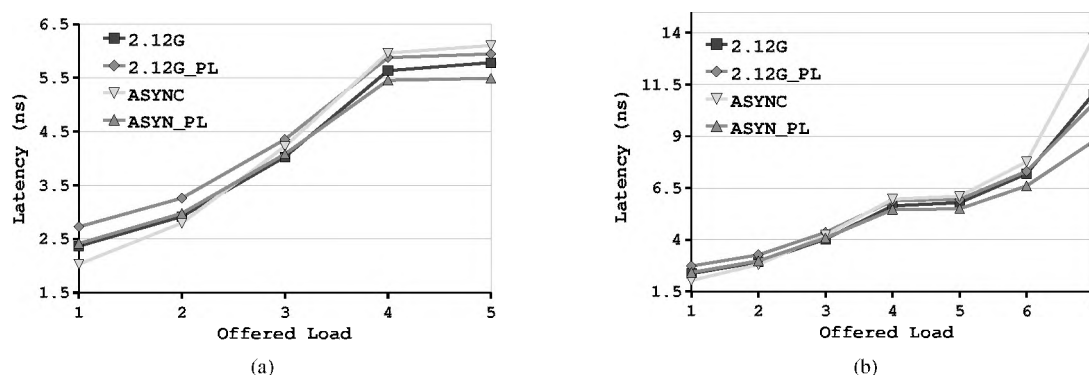 6.5
5.5
4.5
3.5
2.5
1.5
Latency (ns)
2.12G
2.12G_PL
ASYNC
ASYN_PL
1 2 3 4 5
Offered Load
(a)
14
11.5
9
6.5
4
1.5
Latency (ns)
2.12G
2.12G_PL
ASYNC
ASYN_PL
1 2 3 4 5 6
Offered Load
(b)